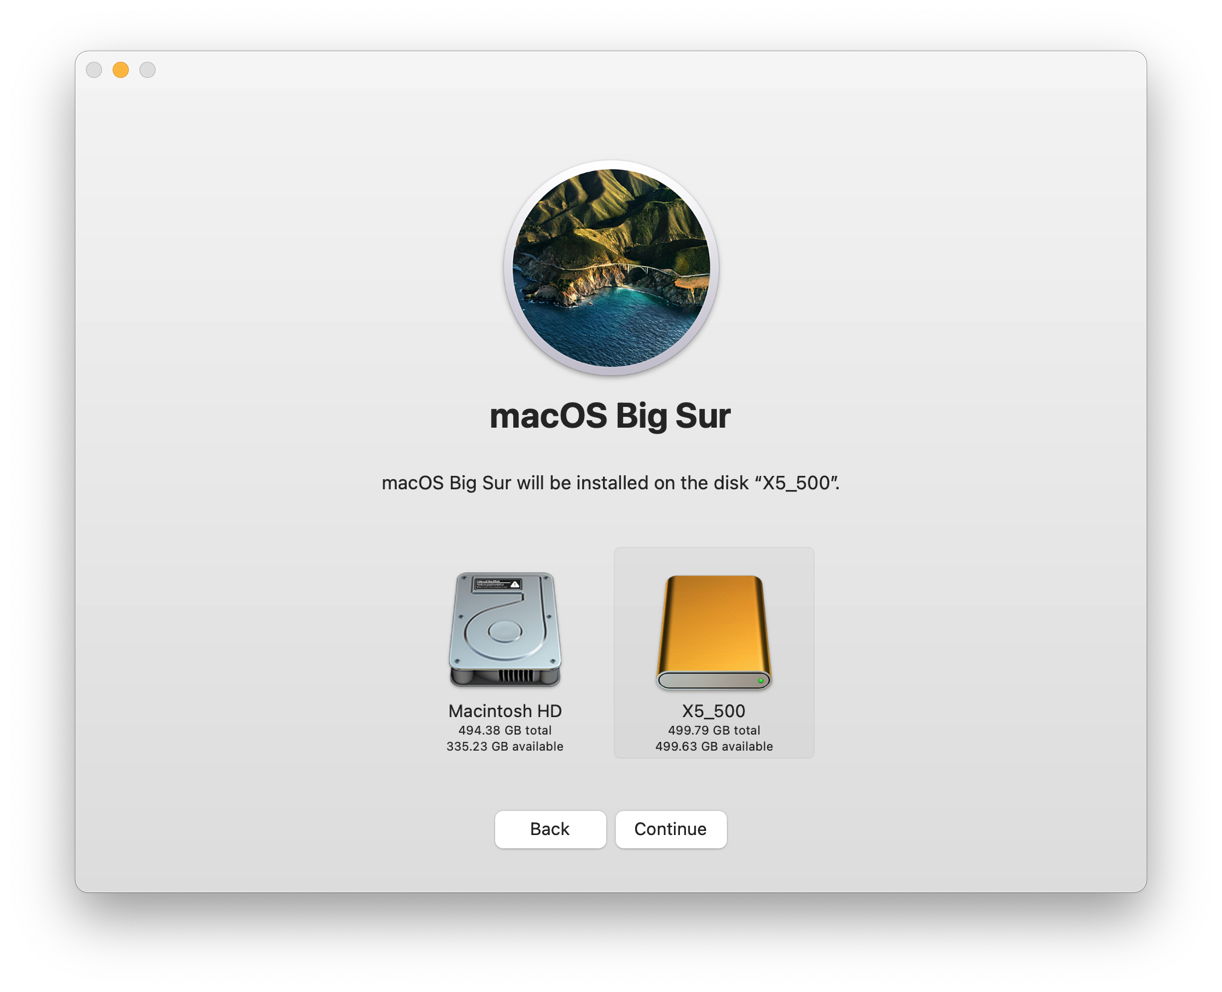 macOS Big Sur
macOS Big Sur will be installed on the disk “X5_500”.
Macintosh HD
494.38 GB total
335.23 GB available
X5_500
499.79 GB total
499.63 GB available
Back
Continue